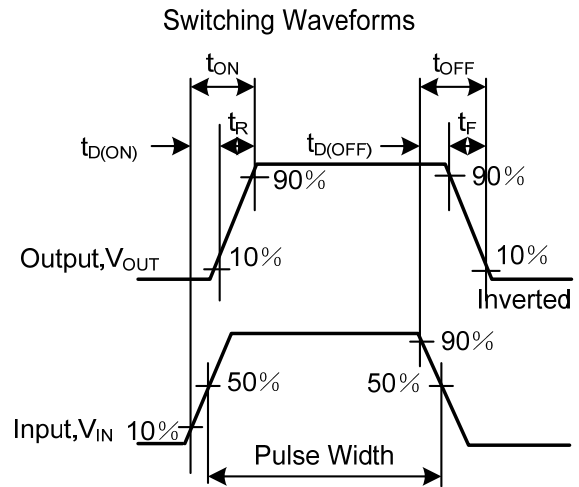 Switching Waveforms
tON tOFF
tR tF
tD(ON) tD(OFF)
90% 90%
Output,VOUT 10% 10%
Inverted
90%
50% 50%
Input,VIN 10%
Pulse Width